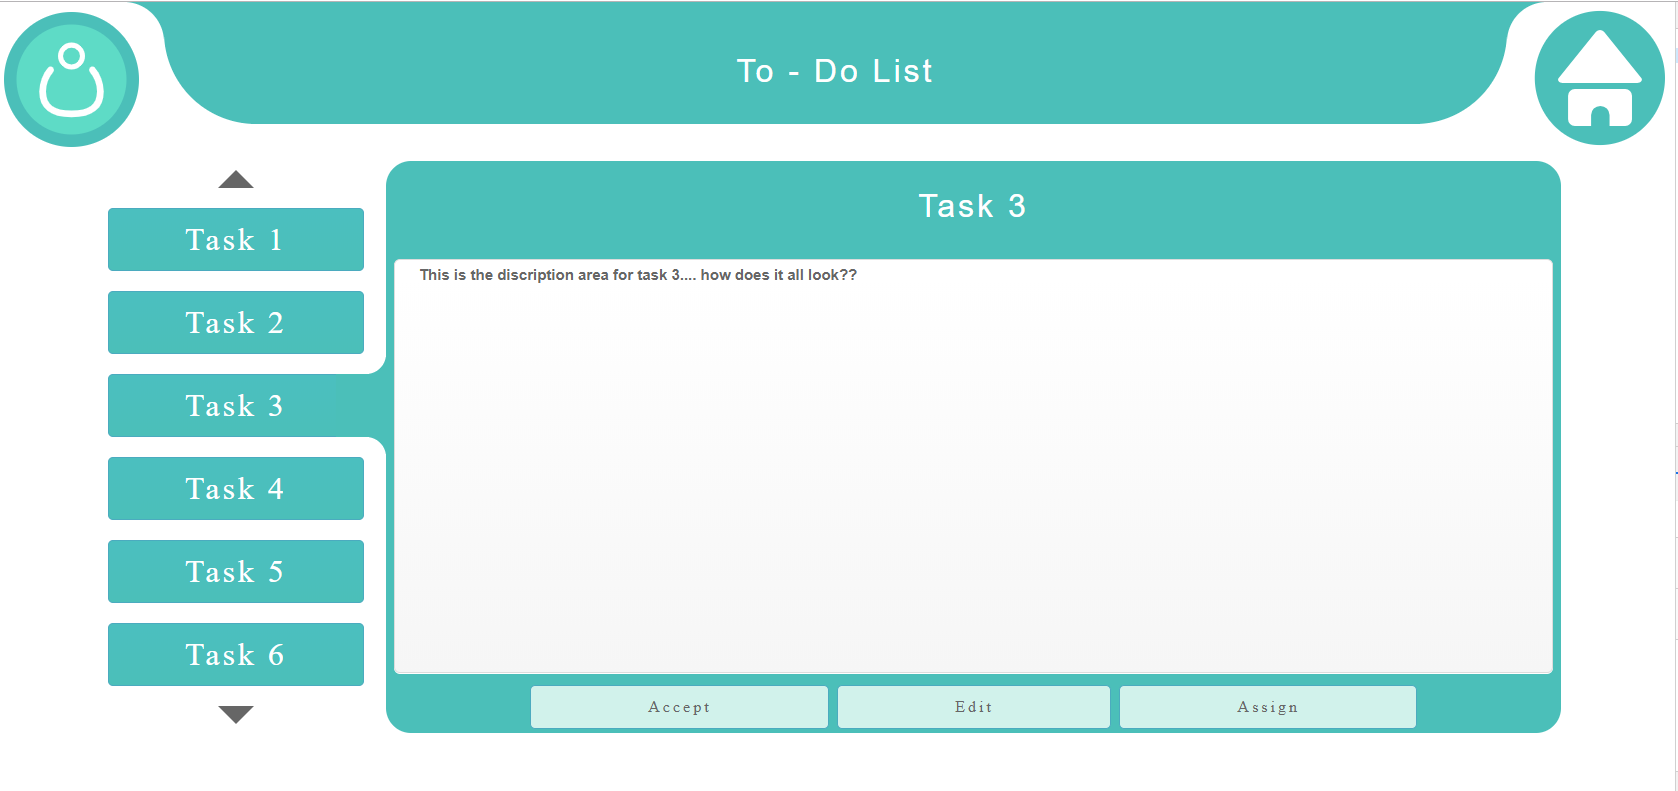 To - Do List
Task 1
Task 2
Task 3
Task 4
Task 5
Task 6
Task 3
This is the discription area for task 3.... how does it all look??
Accept
Edit
Assign